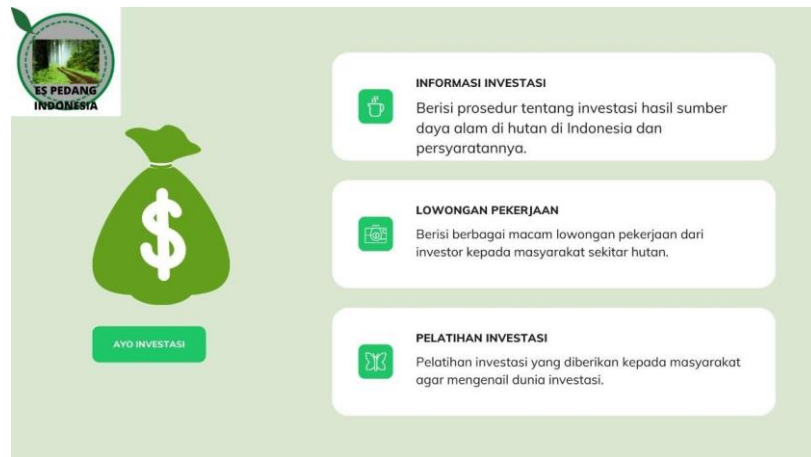 ES PEDANG
INDONESIA
INFORMASI INVESTASI
Berisi prosedur tentang investasi hasil sumber
daya alam di hutan di Indonesia dan
persyaratannya.
$
LOWONGAN PEKERJAAN
Berisi berbagai macam lowongan pekerjaan dari
investor kepada masyarakat sekitar hutan.
AYO INVESTASI
PELATIHAN INVESTASI
Pelatihan investasi yang diberikan kepada masyarakat
agar mengenail dunia investasi.